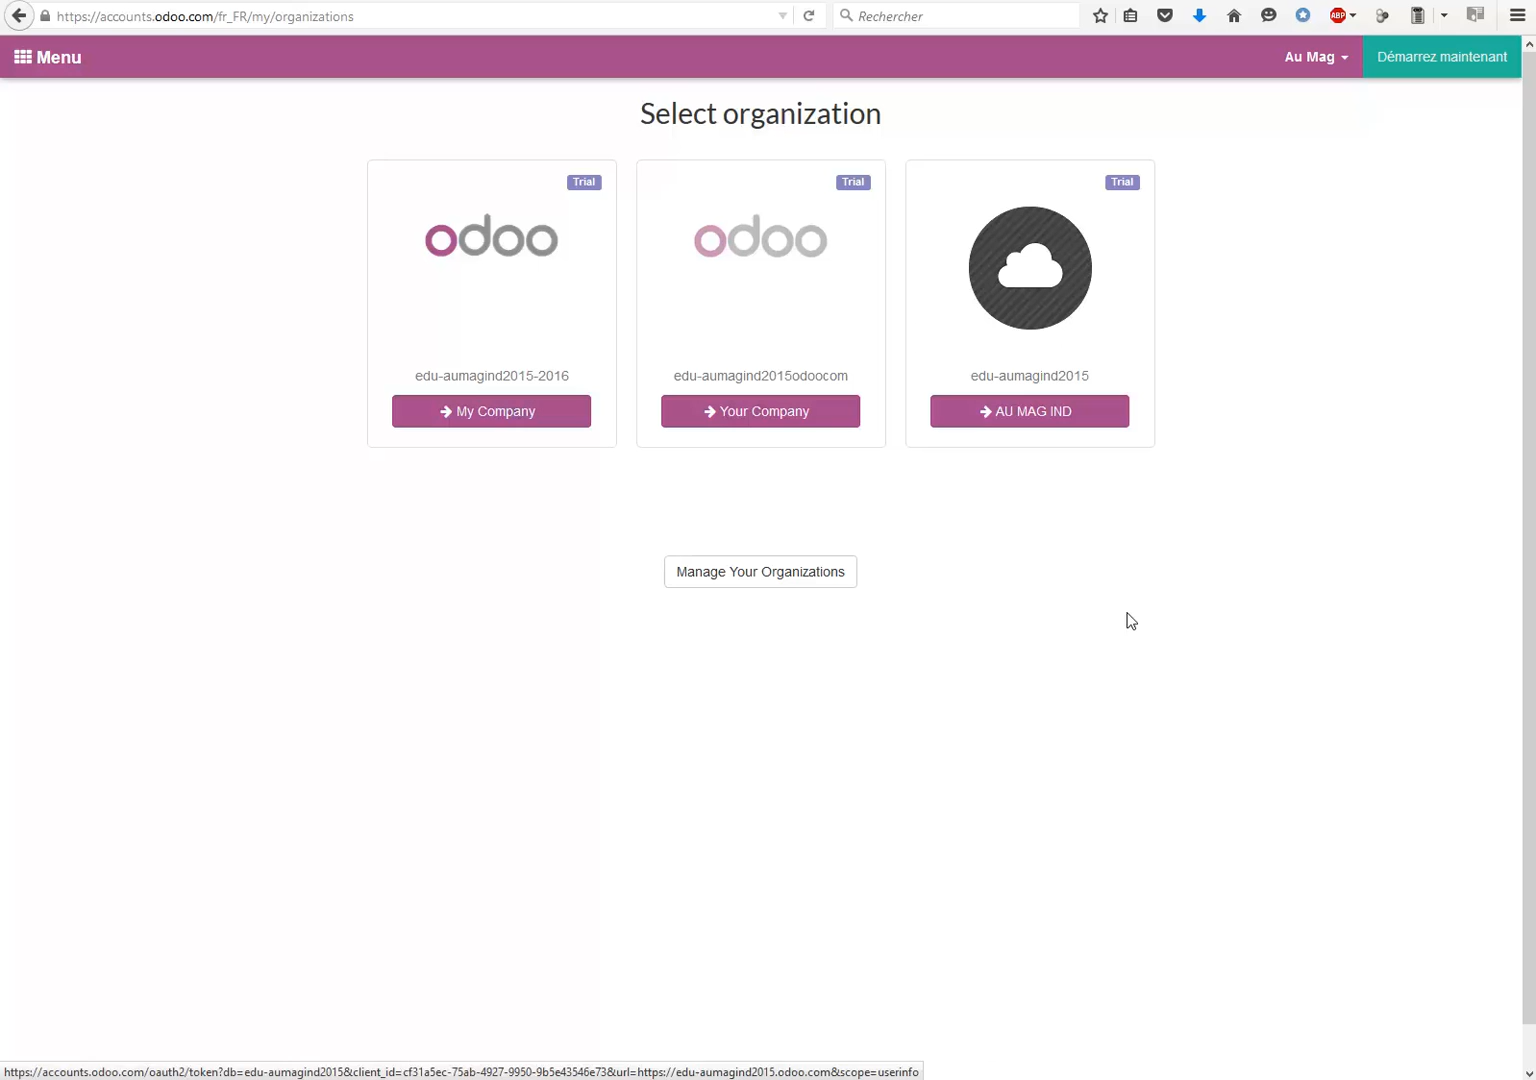 https://accounts.odoo.com/fr_FR/my/organizations
Rechercher
ABP
Menu
Au Mag
Démarrez maintenant
Select organization
Trial
Trial
Trial
odoo
odoo
edu-aumagind2015-2016
edu-aumagind2015odoocom
edu-aumagind2015
My Company
Your Company
AU MAG IND
Manage Your Organizations
https://accounts.odoo.com/oauth2/token?db=edu-aumagind2015&client_id=cf31a5ec-75ab-4927-9950-9b5e43546e73&url=https://edu-aumagind2015.odoo.com&scope=userinfo